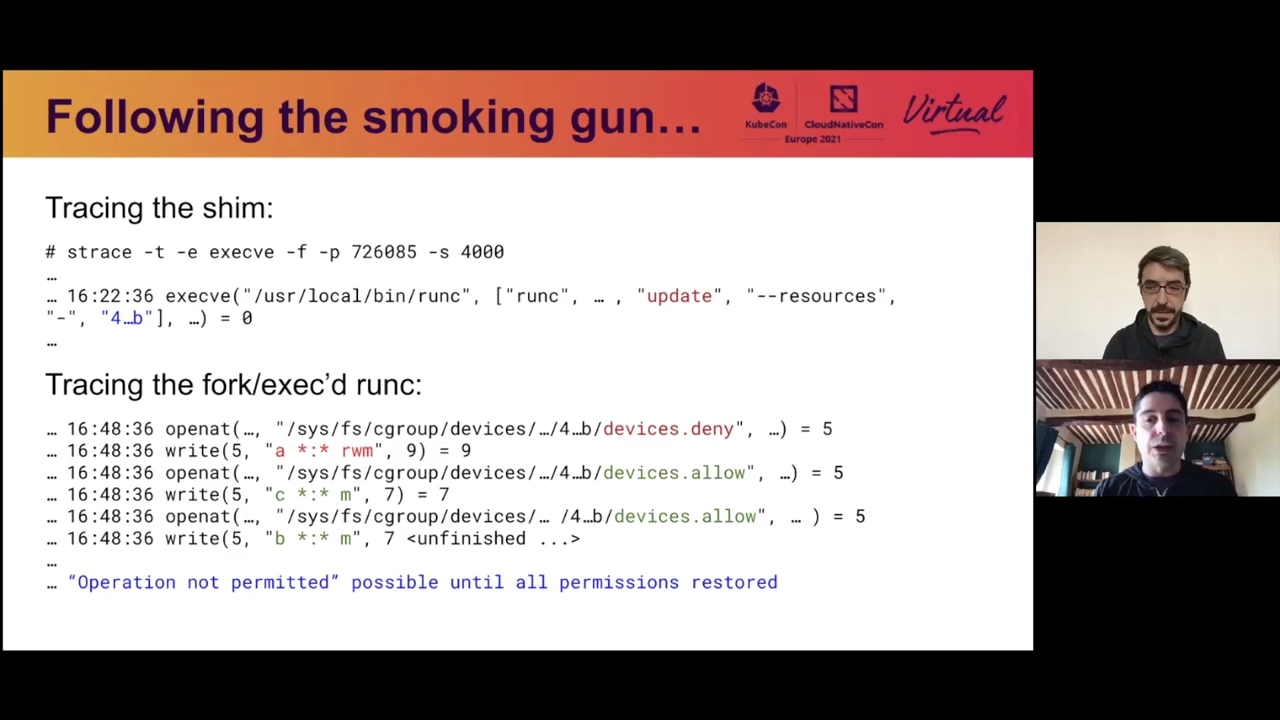 Following the smoking gun…
KubeCon
CloudNativeCon
Europe 2021
Virtual
Tracing the shim:
# strace -t -e execve -f -p 726085 -s 4000
…
… 16:22:36 execve("/usr/local/bin/runc", ["runc", … , "update", "--resources",
"-", "4…b"], …) = 0
…
Tracing the fork/exec’d runc:
… 16:48:36 openat(…, "/sys/fs/cgroup/devices/…/4…b/devices.deny", …) = 5
… 16:48:36 write(5, "a *:* rwm", 9) = 9
… 16:48:36 openat(…, "/sys/fs/cgroup/devices/…/4…b/devices.allow", …) = 5
… 16:48:36 write(5, "c *:* m", 7) = 7
… 16:48:36 openat(…, "/sys/fs/cgroup/devices/… /4…b/devices.allow", … ) = 5
… 16:48:36 write(5, "b *:* m", 7 <unfinished ...>
…
… “Operation not permitted” possible until all permissions restored